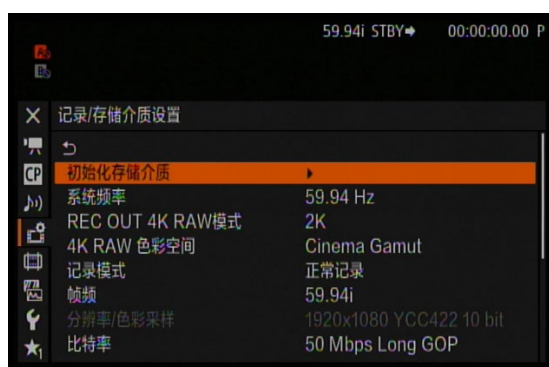 59.94i STBY➡ 00:00:00.00 P
A
B
记录/存储介质设置
初始化存储介质
系统频率 59.94 Hz
REC OUT 4K RAW模式 2K
CP
4K RAW 色彩空间 Cinema Gamut
记录模式 正常记录
帧频 59.94i
分辨率/色彩采样 1920x1080 YCC422 10 bit
比特率 50 Mbps Long GOP
★1